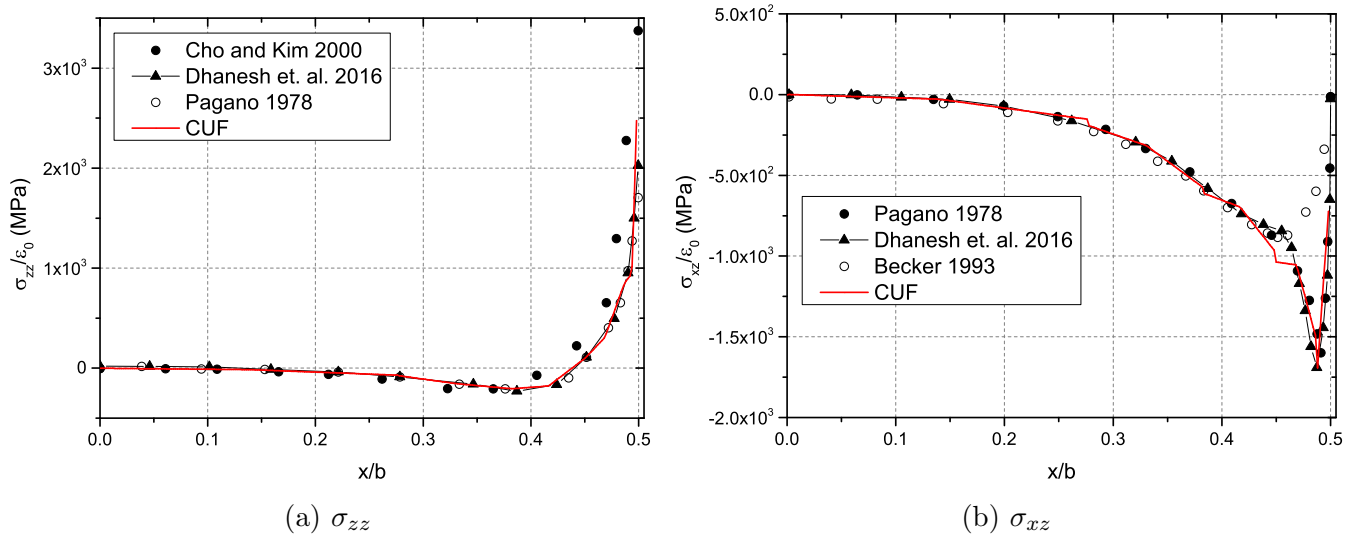 Cho and Kim 2000
Dhanesh et. al. 2016
Pagano 1978
CUF
3x10³
2x10³
1x10³
0
σzz/ε₀ (MPa)
0.0 0.1 0.2 0.3 0.4 0.5
x/b
(a) σzz
5.0x10²
0.0
-5.0x10²
-1.0x10³
-1.5x10³
-2.0x10³
σxz/ε₀ (MPa)
Pagano 1978
Dhanesh et. al. 2016
Becker 1993
CUF
0.0 0.1 0.2 0.3 0.4 0.5
x/b
(b) σxz